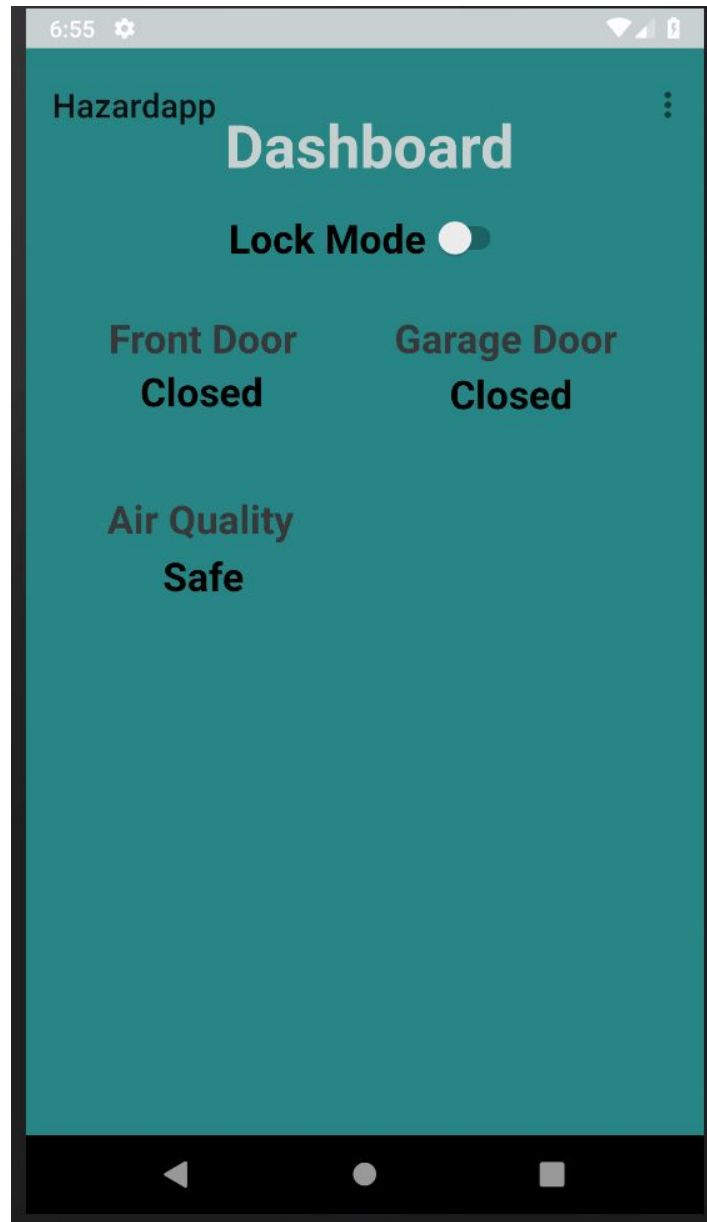 6:55
Hazardapp
Dashboard
Lock Mode
Front Door Garage Door
Closed Closed
Air Quality
Safe